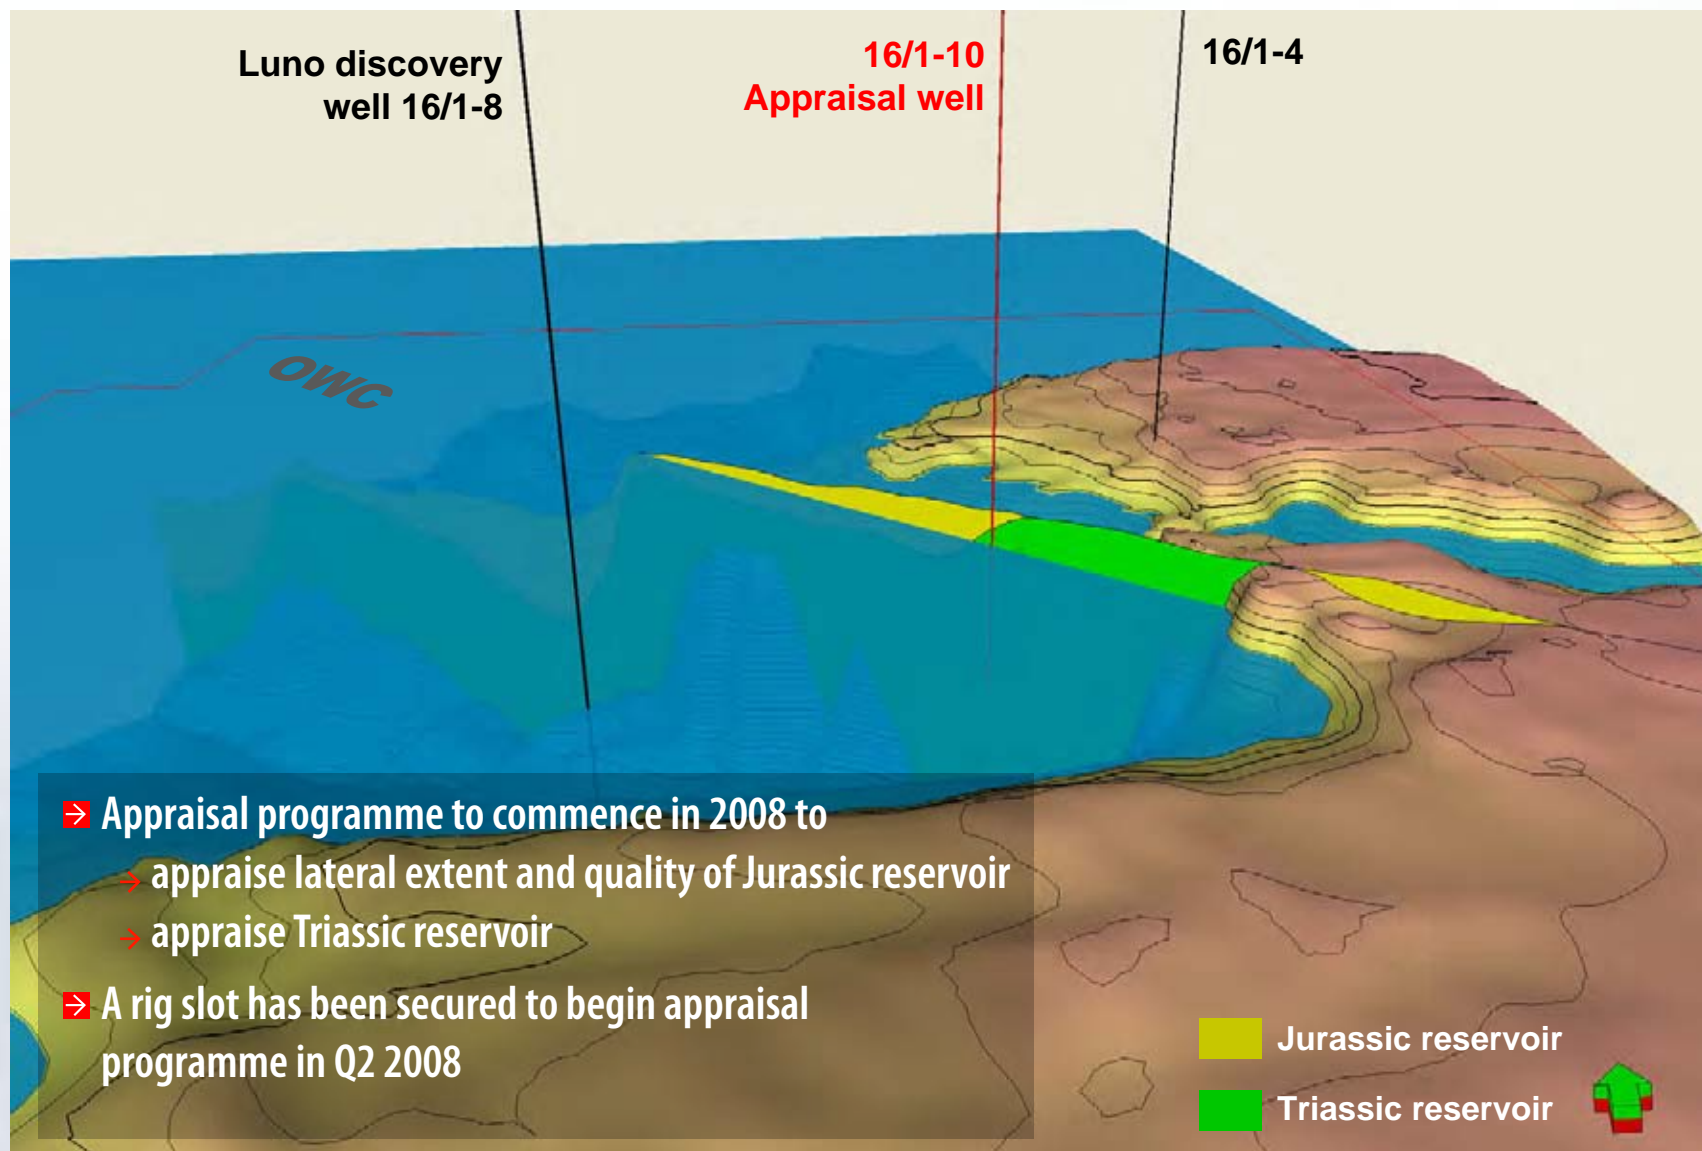 Luno discovery
well 16/1-8
16/1-10
Appraisal well
16/1-4
OWC
Appraisal programme to commence in 2008 to
appraise lateral extent and quality of Jurassic reservoir
appraise Triassic reservoir
A rig slot has been secured to begin appraisal
programme in Q2 2008
Jurassic reservoir
Triassic reservoir